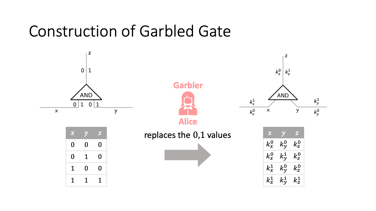 Construction of Garbled Gate
z
0 1
AND
0 1 0 1
x y
x y z
0 0 0
0 1 0
1 0 0
1 1 1
Garbler
Alice
replaces the 0,1 values
z
k_z^0 k_z^1
AND
k_x^1 k_y^1
k_x^0 x y k_y^0
x y z
k_x^0 k_y^0 k_z^0
k_x^0 k_y^1 k_z^0
k_x^1 k_y^0 k_z^0
k_x^1 k_y^1 k_z^1